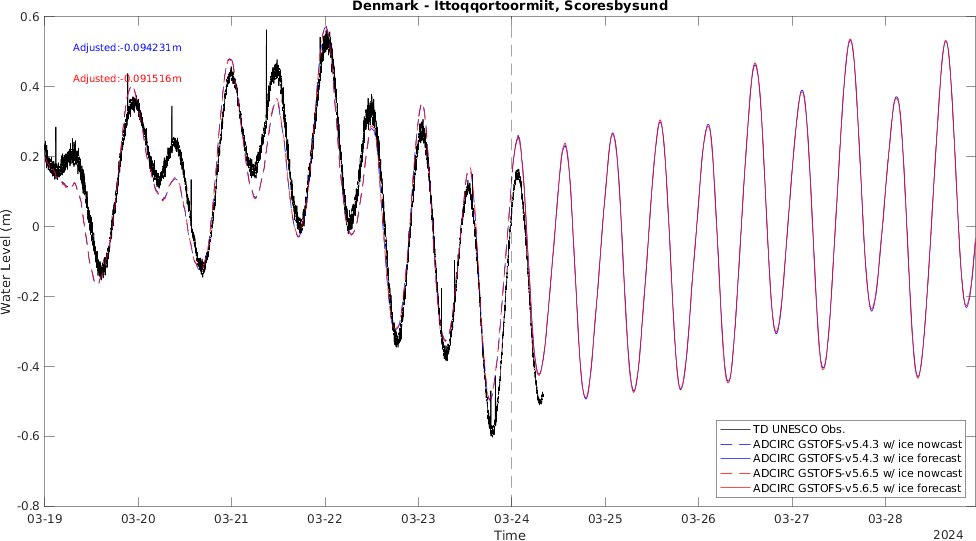 Denmark - Ittoqqortoormiit, Scoresbysund
Adjusted:-0.094231m
Adjusted:-0.091516m
Water Level (m)
0.6
0.4
0.2
0
-0.2
-0.4
-0.6
-0.8
TD UNESCO Obs.
ADCIRC GSTOFS-v5.4.3 w/ ice nowcast
ADCIRC GSTOFS-v5.4.3 w/ ice forecast
ADCIRC GSTOFS-v5.6.5 w/ ice nowcast
ADCIRC GSTOFS-v5.6.5 w/ ice forecast
03-19 03-20 03-21 03-22 03-23 03-24 03-25 03-26 03-27 03-28
Time
2024